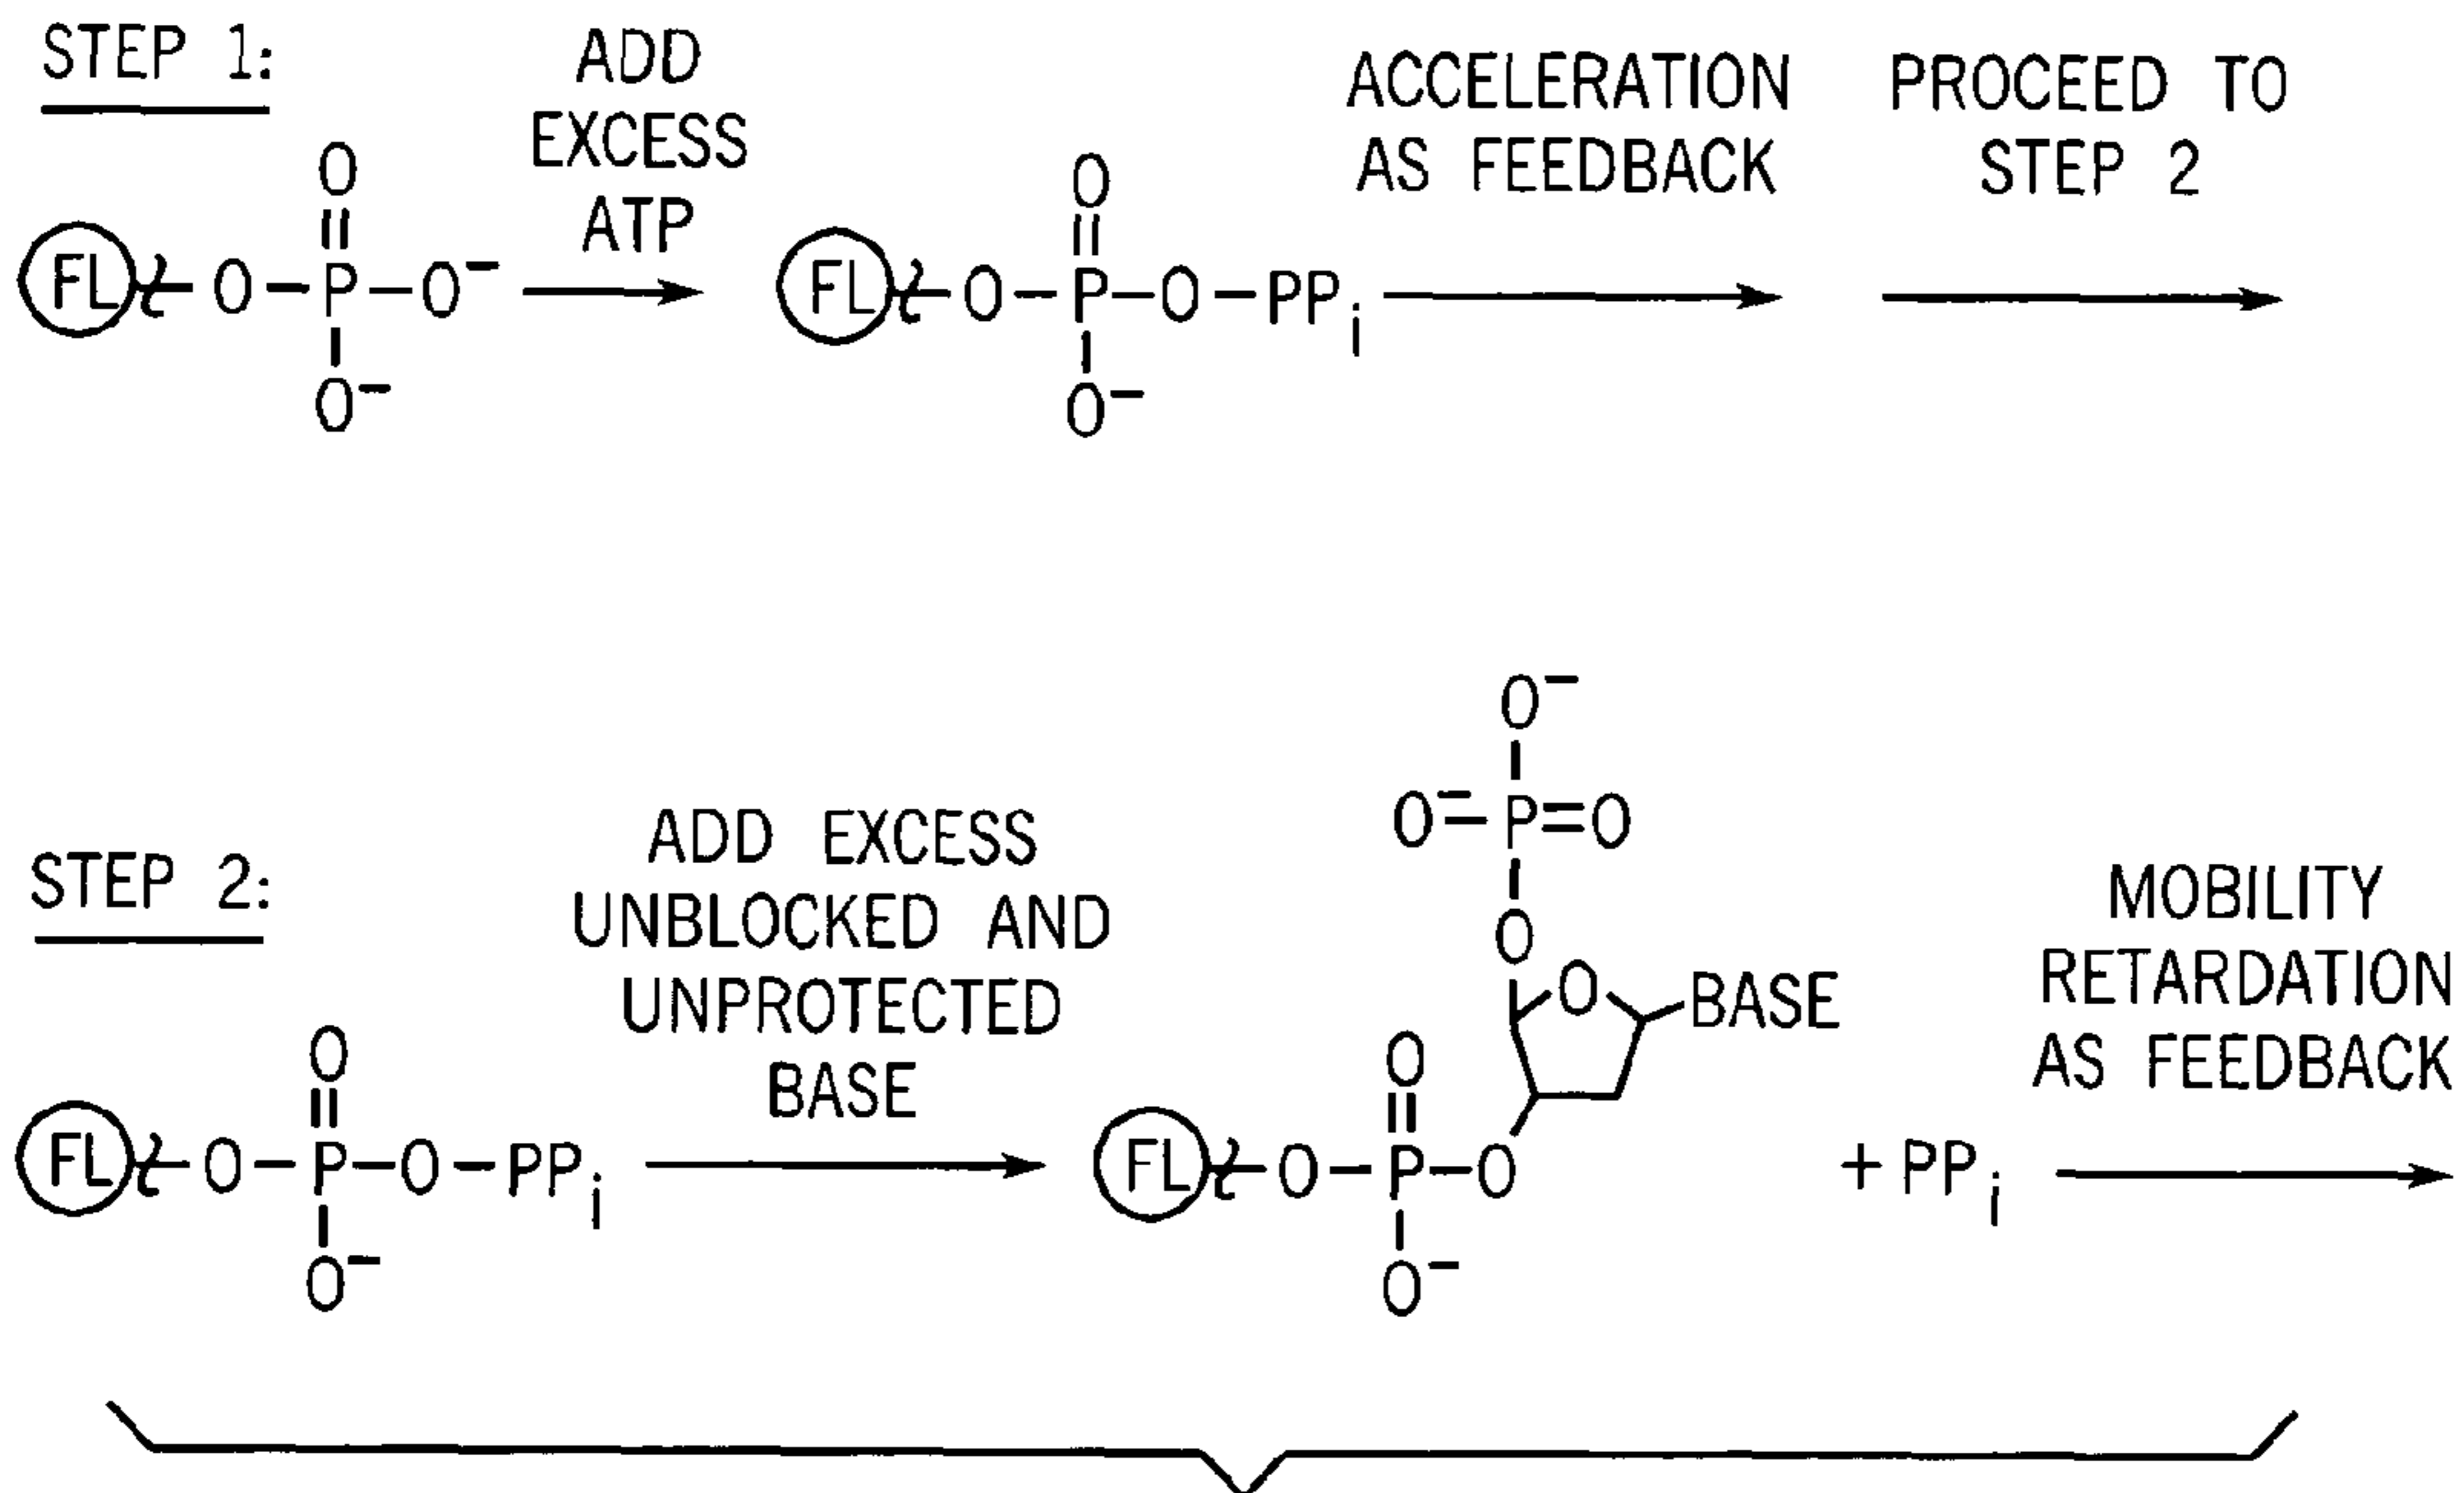 STEP 1:
ADD
EXCESS
ATP
ACCELERATION
AS FEEDBACK
PROCEED TO
STEP 2
O
FL O P O⁻
O⁻
O
FL O P O PPi
O⁻
STEP 2:
ADD EXCESS
UNBLOCKED AND
UNPROTECTED
BASE
O
FL O P O PPi
O⁻
O⁻
O⁻ P O
O
O BASE
O
FL O P O
O⁻
+ PPi
MOBILITY
RETARDATION
AS FEEDBACK